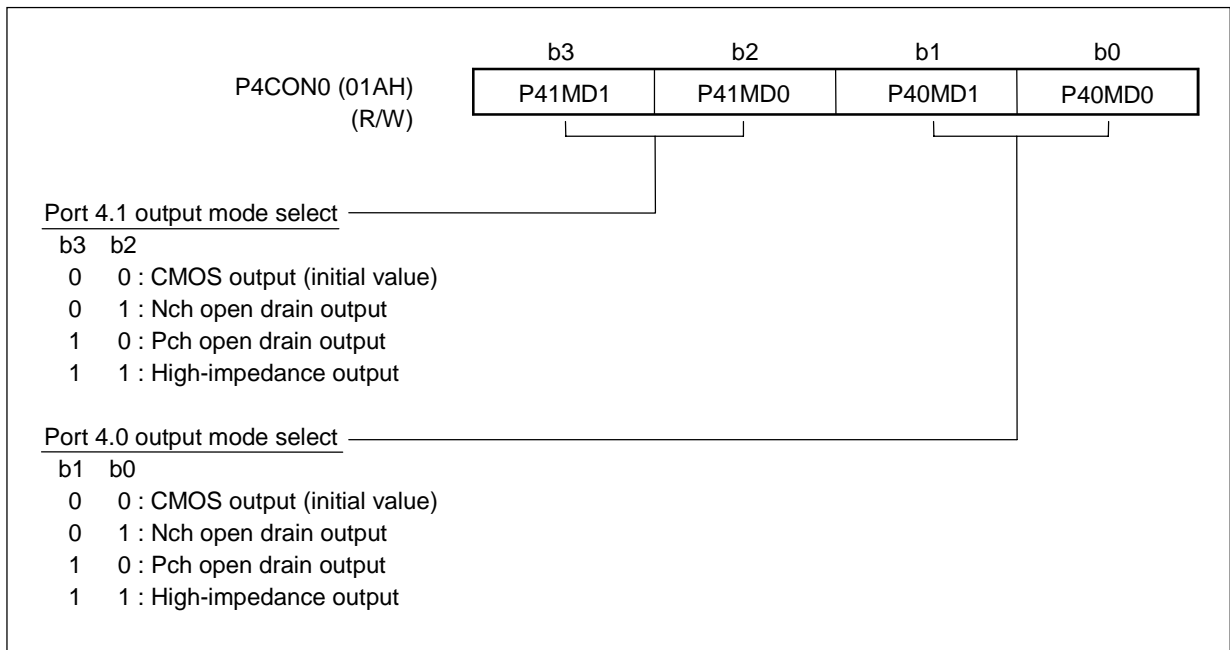 b3 b2 b1 b0
P4CON0 (01AH) P41MD1 P41MD0 P40MD1 P40MD0
(R/W)
Port 4.1 output mode select
b3 b2
0 0 : CMOS output (initial value)
0 1 : Nch open drain output
1 0 : Pch open drain output
1 1 : High-impedance output
Port 4.0 output mode select
b1 b0
0 0 : CMOS output (initial value)
0 1 : Nch open drain output
1 0 : Pch open drain output
1 1 : High-impedance output